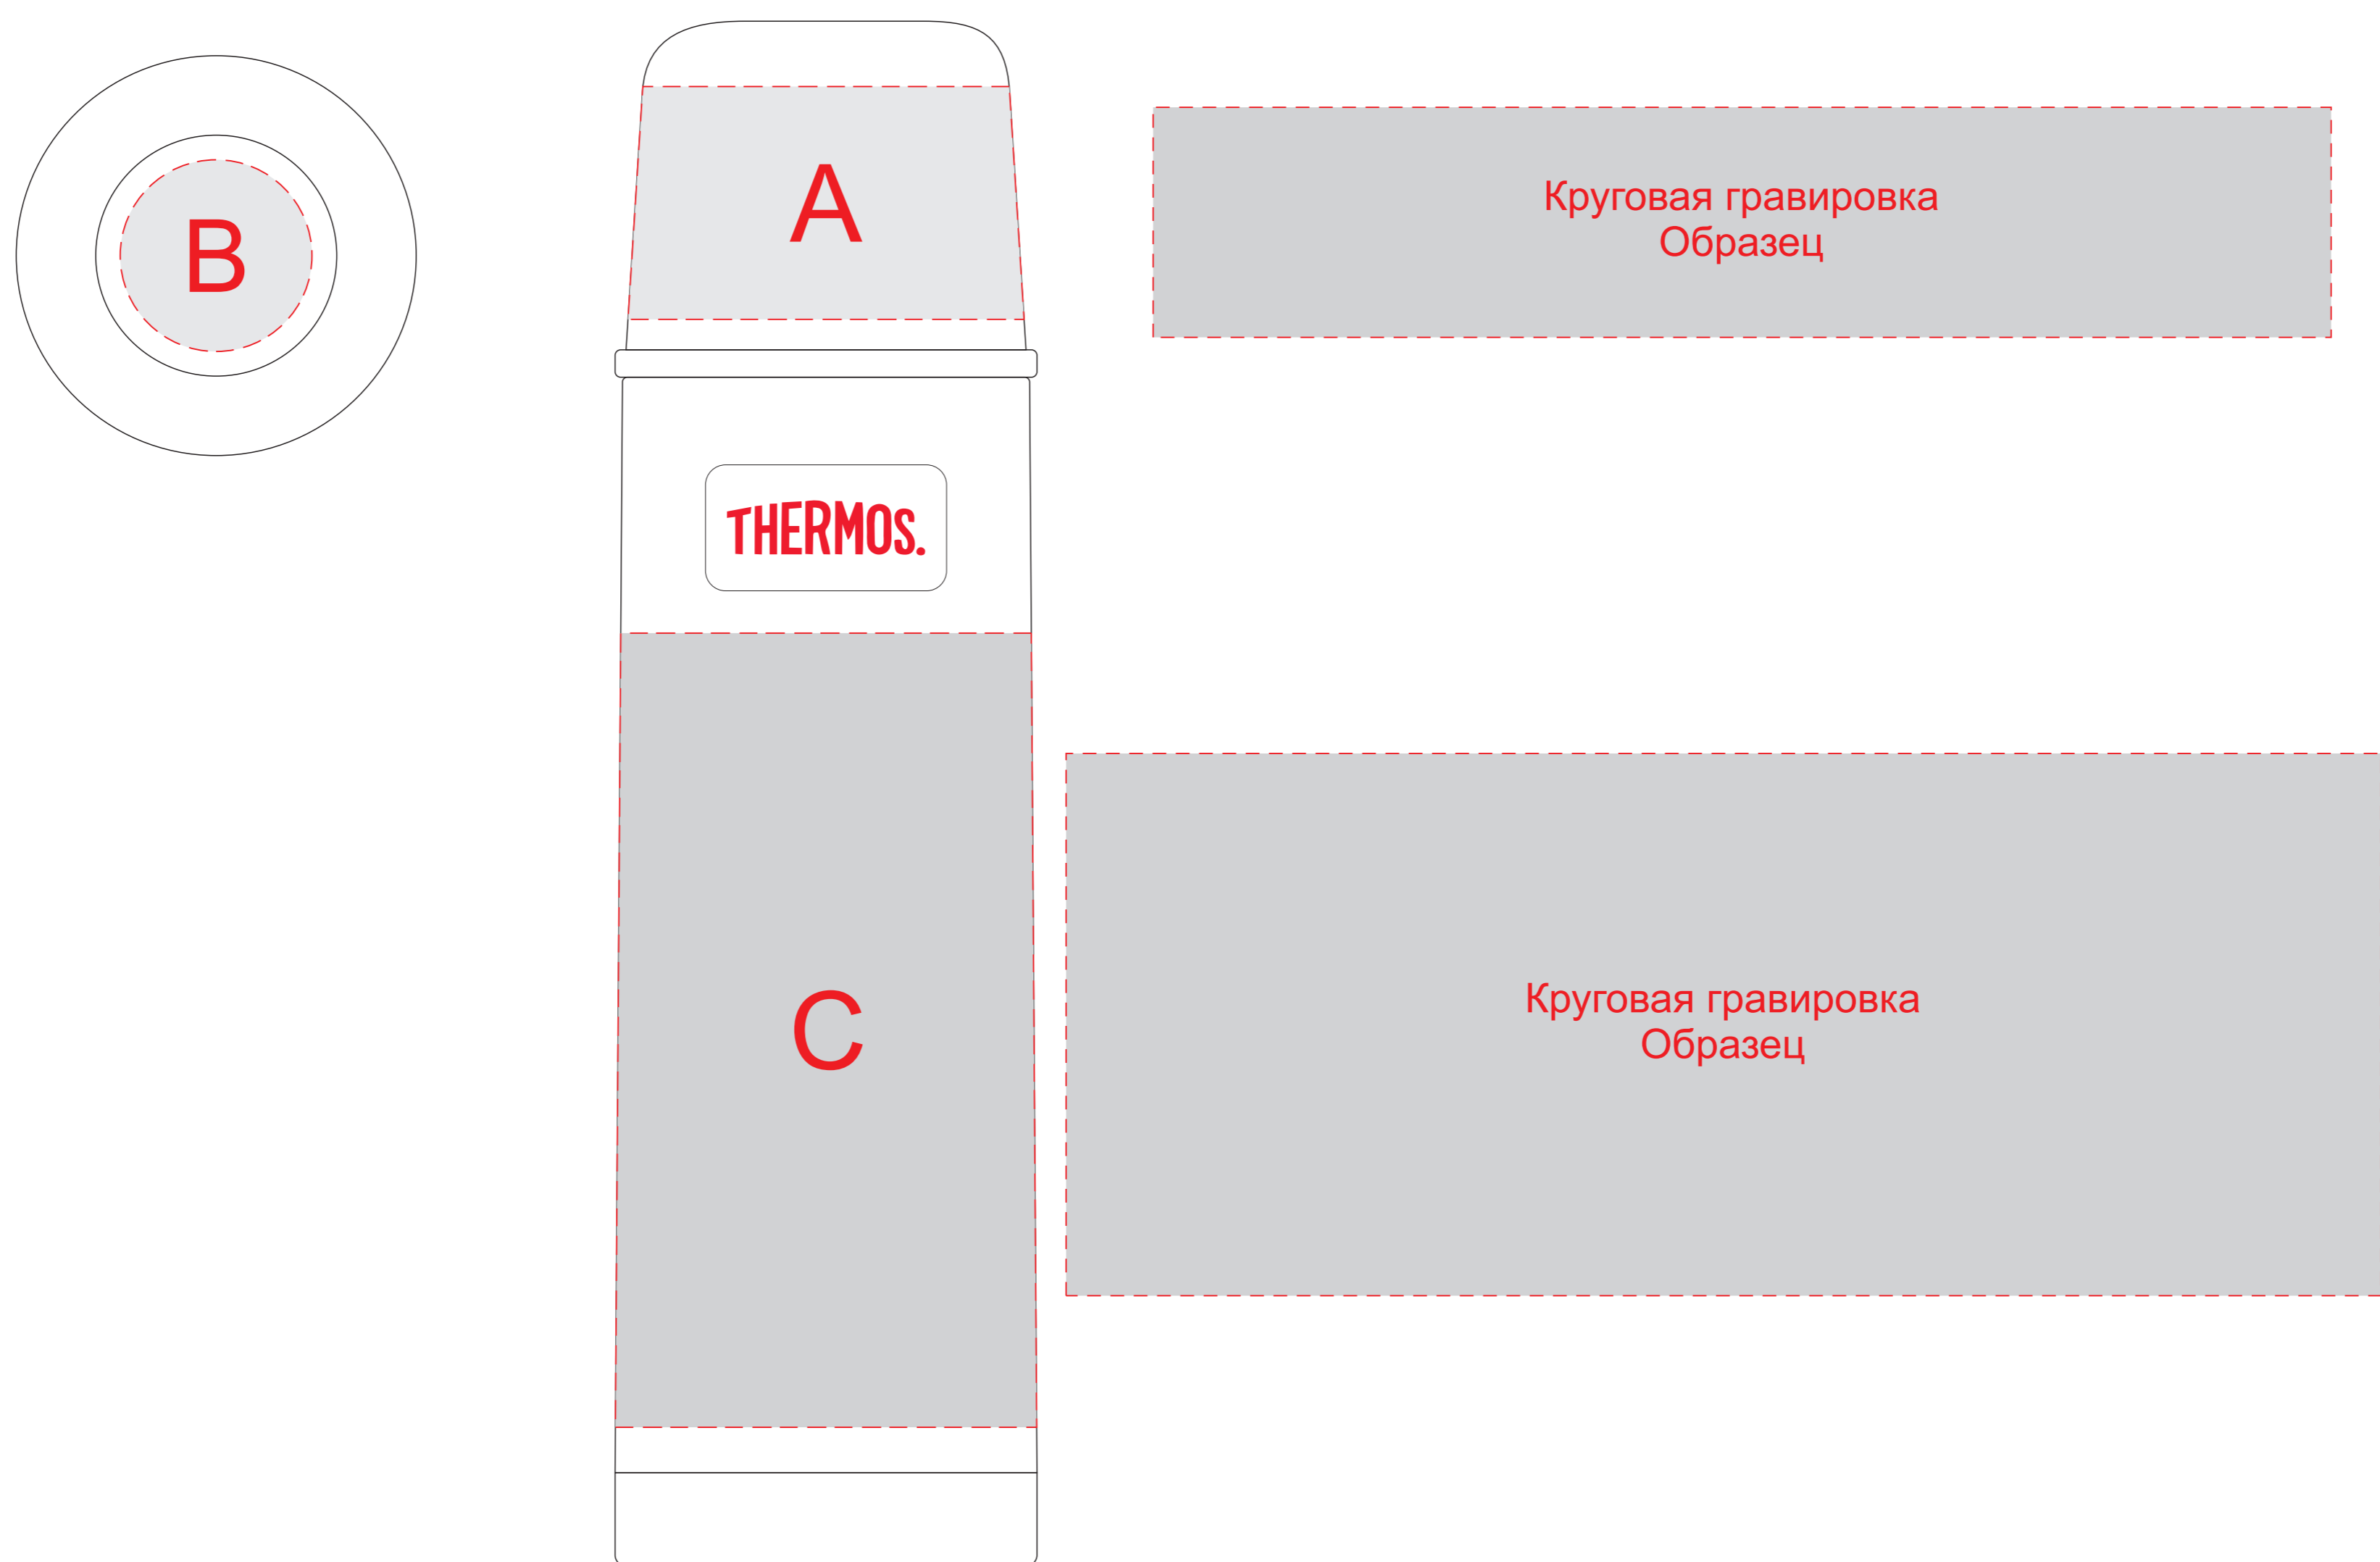 A
B
Круговая гравировка
Образец
THERMOS.
C
Круговая гравировка
Образец